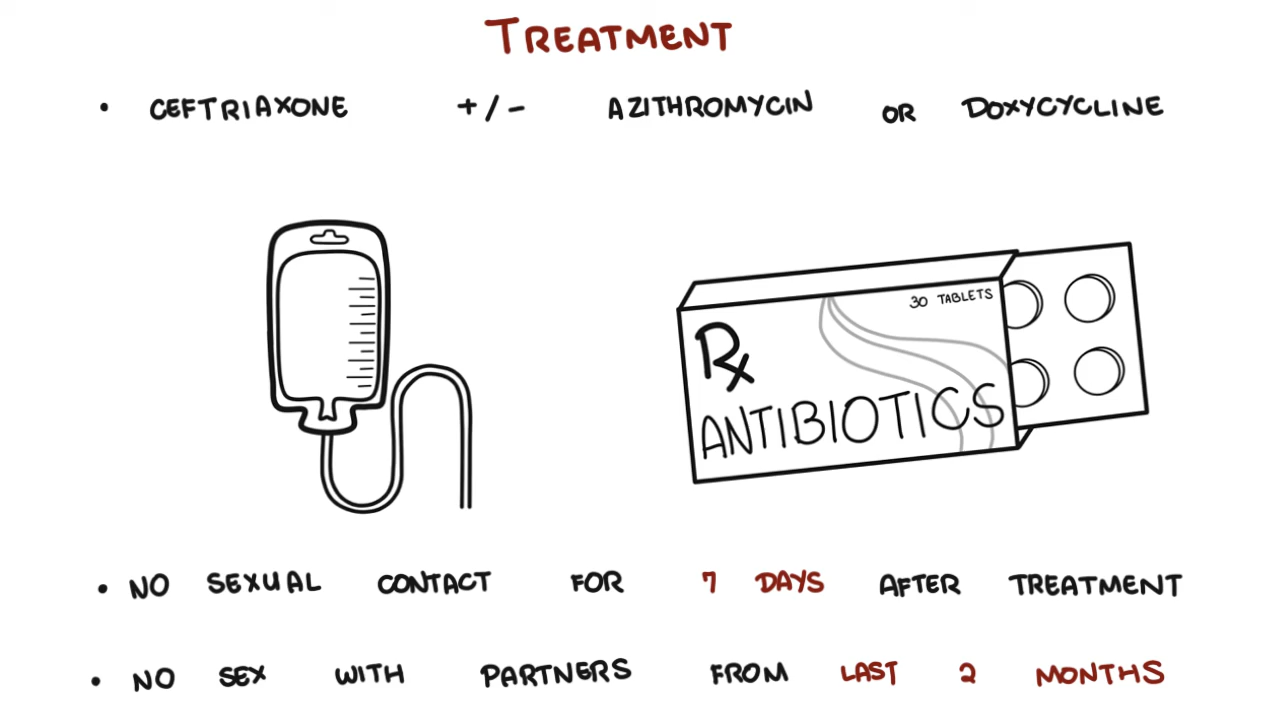 TREATMENT
• CEFTRIAXONE +/- AZITHROMYCIN OR DOXYCYCLINE
30 TABLETS
Rx
ANTIBIOTICS
• NO SEXUAL CONTACT FOR 7 DAYS AFTER TREATMENT
• NO SEX WITH PARTNERS FROM LAST 2 MONTHS